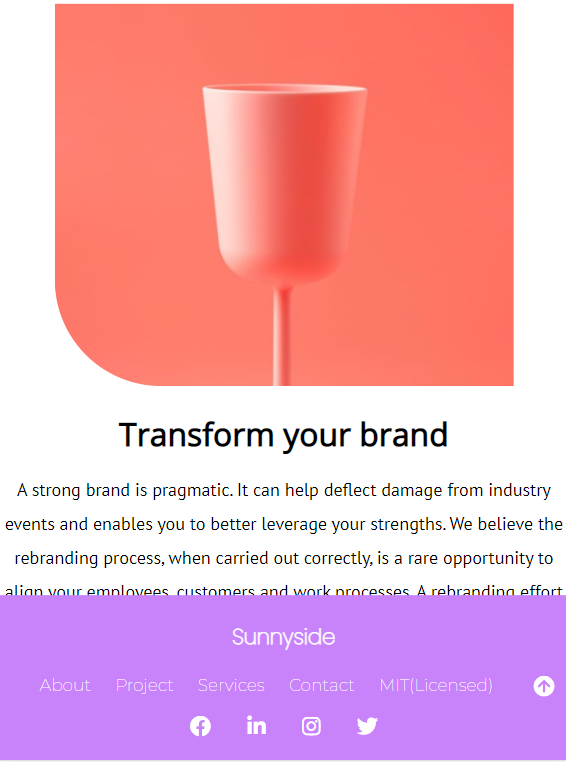 Transform your brand
A strong brand is pragmatic. It can help deflect damage from industry
events and enables you to better leverage your strengths. We believe the
rebranding process, when carried out correctly, is a rare opportunity to
align your employees, customers and work processes. A rebranding effort
Sunnyside
About Project Services Contact MIT(Licensed)